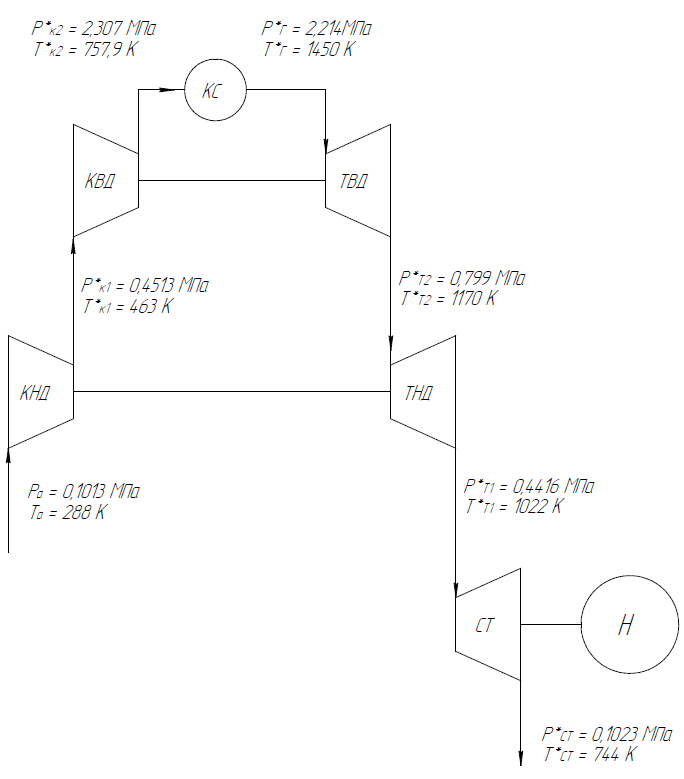 P*к2 = 2,307 МПа
T*к2 = 757,9 К
P*г = 2,214МПа
T*г = 1450 К
КС
КВД
ТВД
P*к1 = 0,4513 МПа
T*к1 = 463 К
P*т2 = 0,799 МПа
T*т2 = 1170 К
КНД
ТНД
Pа = 0,1013 МПа
Tа = 288 К
P*т1 = 0,4416 МПа
T*т1 = 1022 К
СТ
Н
P*ст = 0,1023 МПа
T*ст = 744 К